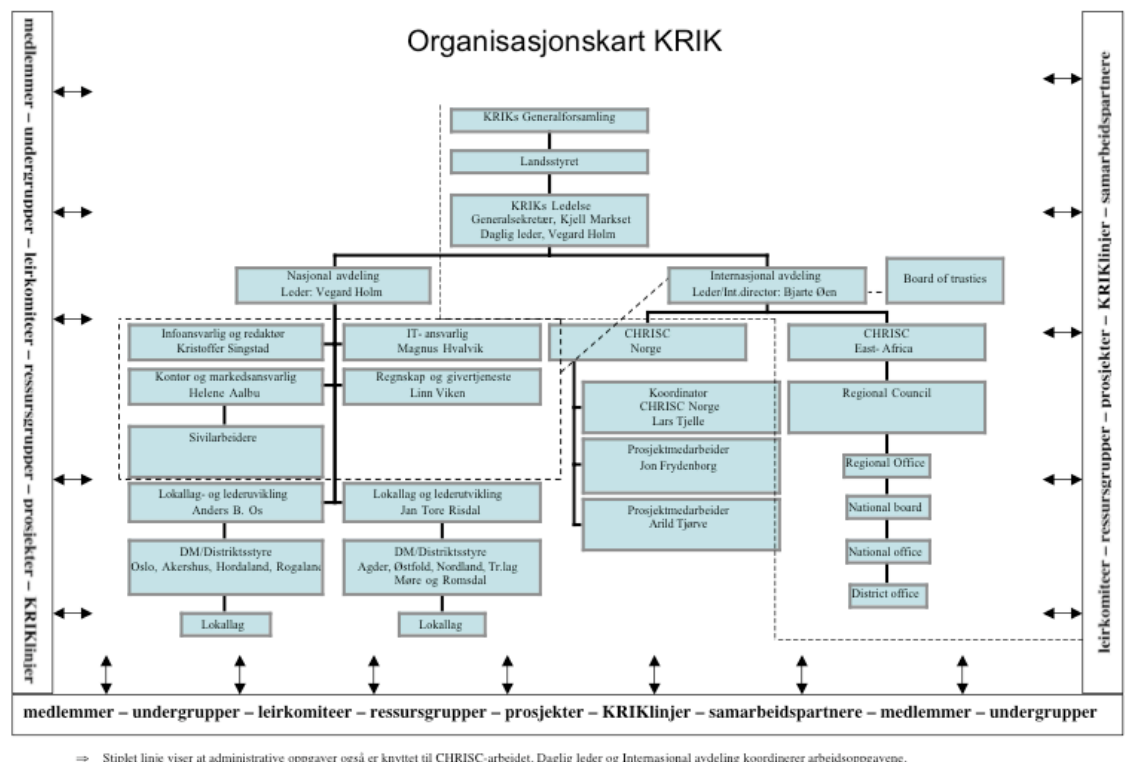 Organisasjonskart KRIK
medlemmer – undergrupper – leirkomiteer – ressursgrupper – prosjekter – KRIKlinjer
KRIKs Generalforsamling
Landsstyret
KRIKs Ledelse
Generalsekretær, Kjell Markset
Daglig leder, Vegard Holm
Nasjonal avdeling
Leder: Vegard Holm
Internasjonal avdeling
Leder/Int.director: Bjarte Øen
Board of trusties
Infoansvarlig og redaktør
Kristoffer Singstad
IT- ansvarlig
Magnus Hvalvik
CHRISC
Norge
CHRISC
East- Africa
Kontor og markedsansvarlig
Helene Aalbu
Regnskap og givertjeneste
Linn Viken
Koordinator
CHRISC Norge
Lars Tjelle
Regional Council
Sivilarbeidere
Prosjektmedarbeider
Jon Frydenborg
Regional Office
Lokallag- og lederuvikling
Anders B. Os
Lokallag og lederutvikling
Jan Tore Risdal
Prosjektmedarbeider
Arild Tjørve
National board
DM/Distriktsstyre
Oslo, Akershus, Hordaland, Rogaland
DM/Distriktsstyre
Agder, Østfold, Nordland, Tr.lag
Møre og Romsdal
National office
District office
Lokallag
Lokallag
leirkomiteer – ressursgrupper – prosjekter – KRIKlinjer – samarbeidspartnere
medlemmer – undergrupper – leirkomiteer – ressursgrupper – prosjekter – KRIKlinjer – samarbeidspartnere – medlemmer – undergrupper
⇒ Stiplet linje viser at administrative oppgaver også er knyttet til CHRISC-arbeidet. Daglig leder og Internasjonal avdeling koordinerer arbeidsoppgavene.